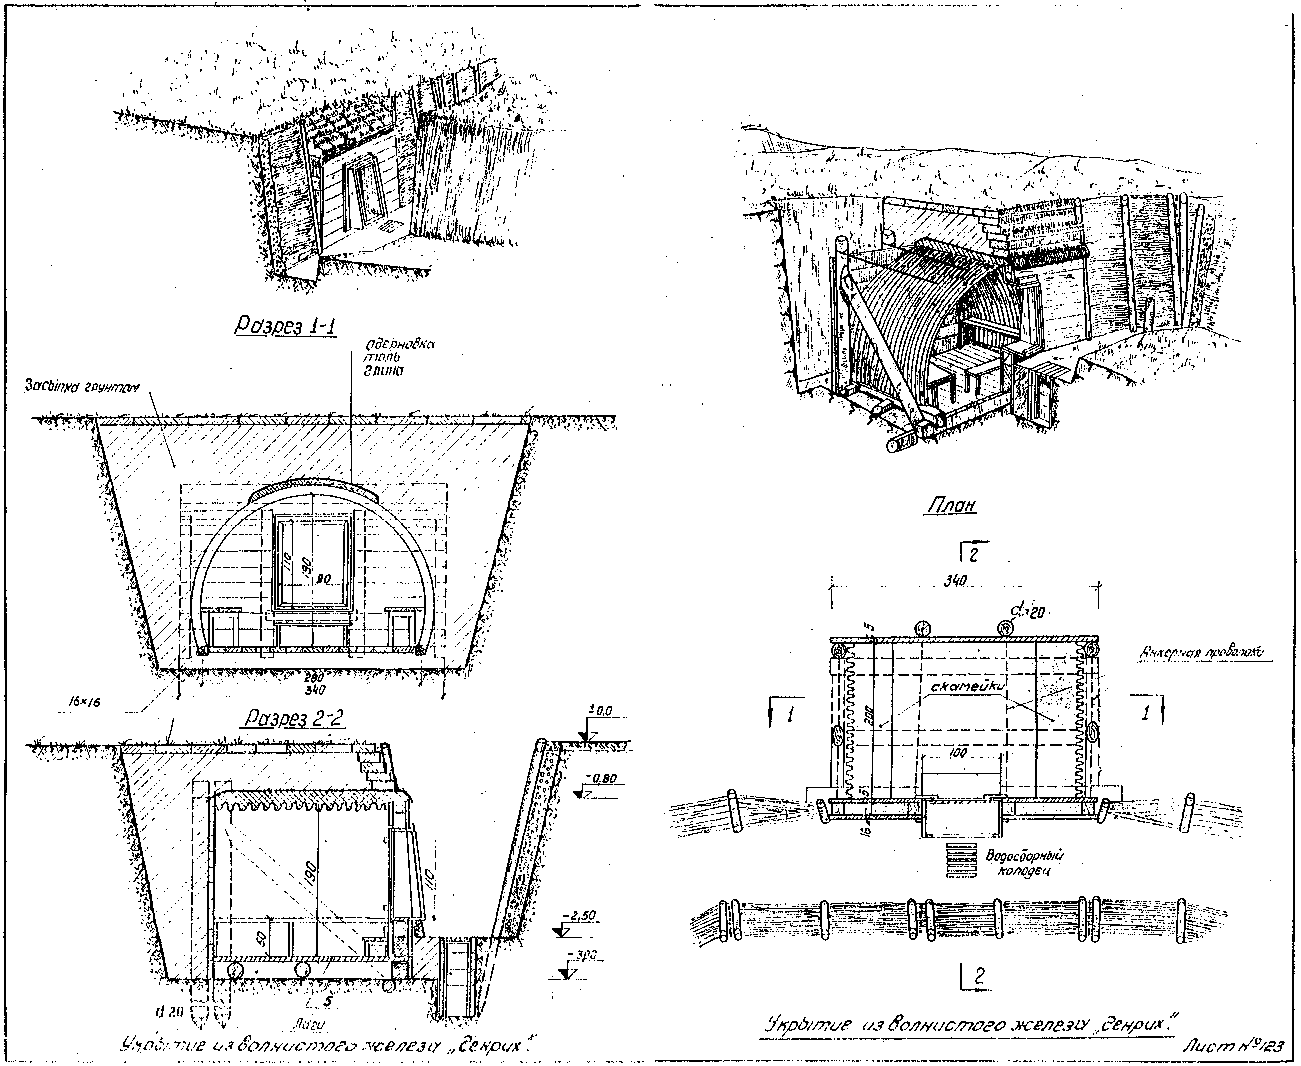 Разрез 1-1
одерновка
толь
глина
Засыпка грунтом
110
190
80
280
340
16×16
Разрез 2-2
±0,0
-0,80
190
110
50
-2,50
-3,00
d 20
5
Лаги
Укрытие из волнистого железа „Генрих".
План
2
340
d=20
5
Анкерная проволока
скамейки
1
1
200
100
5
16
Водосборный
колодец
2
Укрытие из волнистого железа „Генрих".
Лист №123